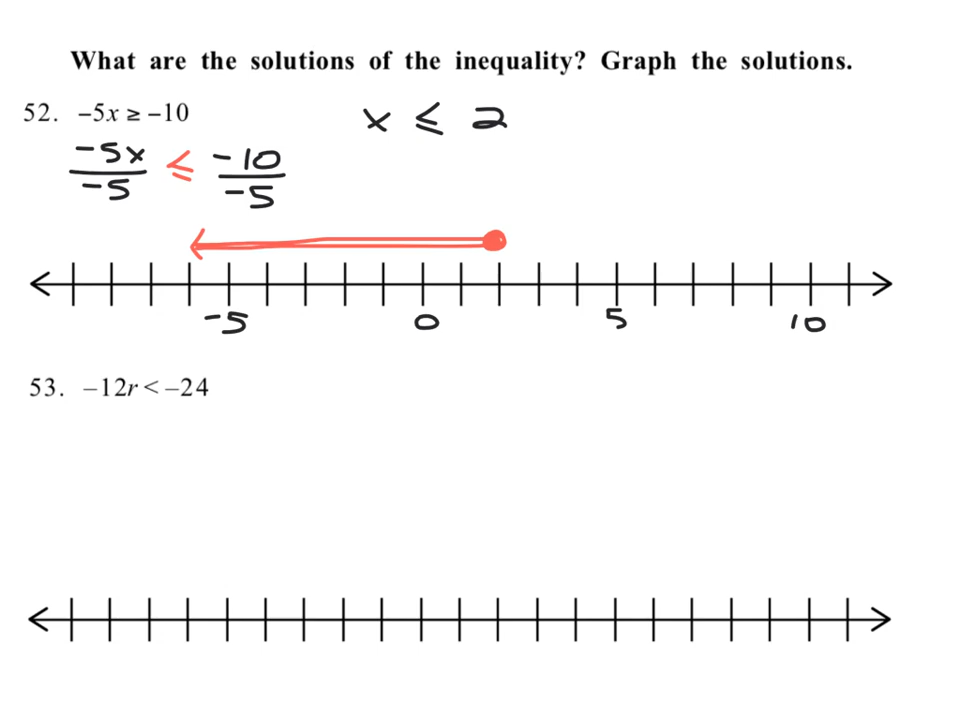 What are the solutions of the inequality? Graph the solutions.
52. −5x ≥ −10
x ≤ 2
-5x/-5 ≤ -10/-5
-5 0 5 10
53. −12r < −24